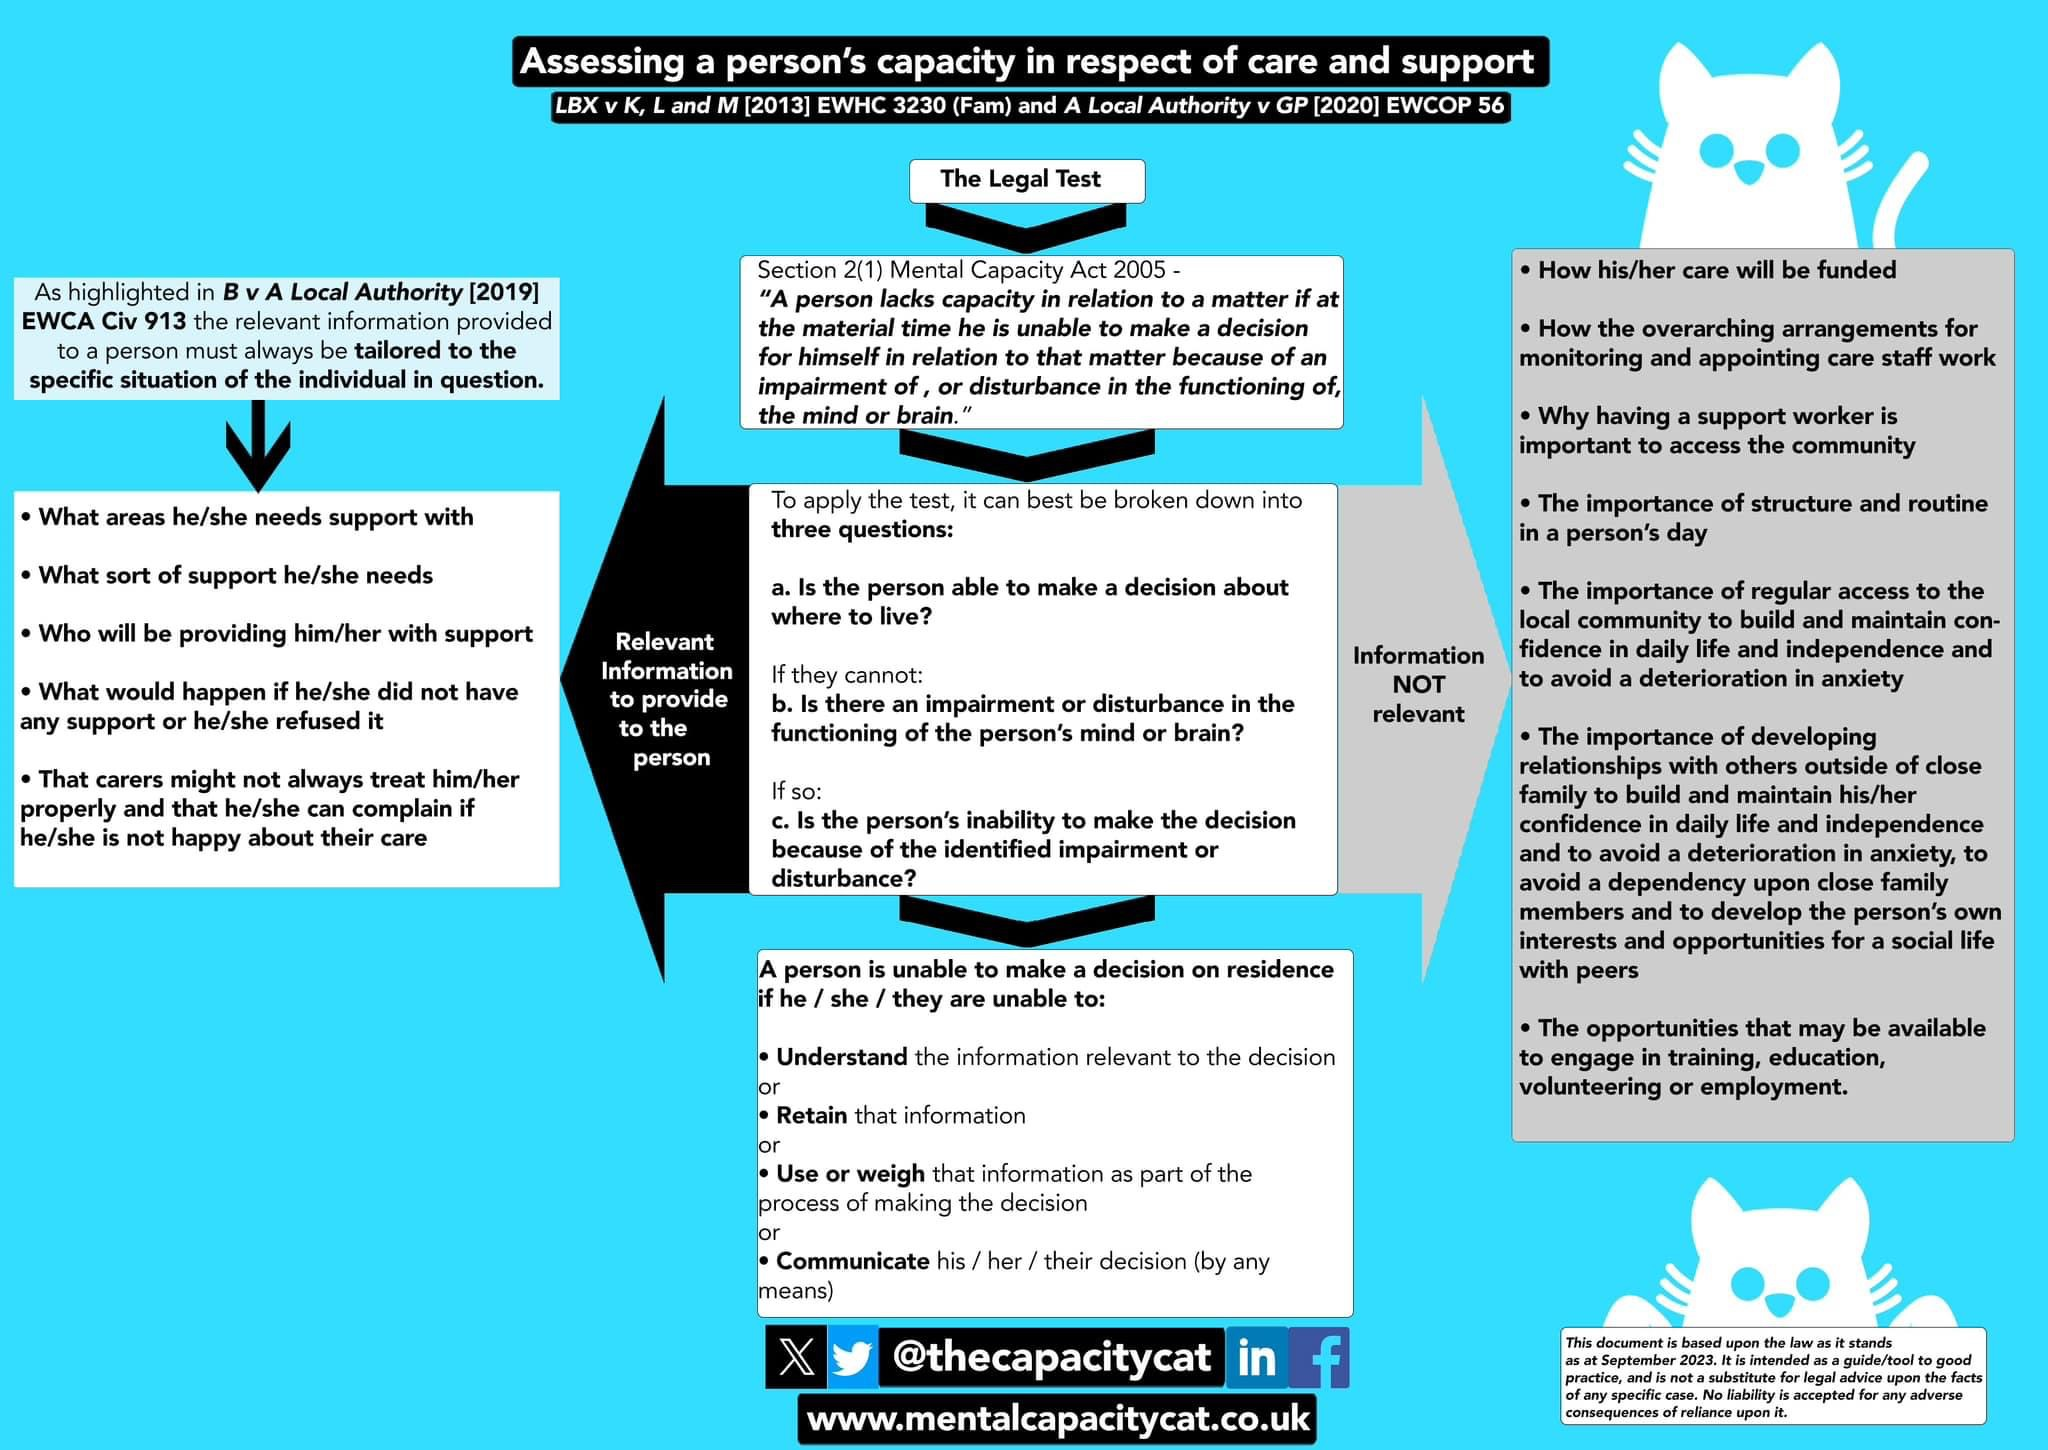 Assessing a person's capacity in respect of care and support
LBX v K, L and M [2013] EWHC 3230 (Fam) and A Local Authority v GP [2020] EWCOP 56
The Legal Test
Section 2(1) Mental Capacity Act 2005 -
“A person lacks capacity in relation to a matter if at
the material time he is unable to make a decision
for himself in relation to that matter because of an
impairment of , or disturbance in the functioning of,
the mind or brain.”
As highlighted in B v A Local Authority [2019]
EWCA Civ 913 the relevant information provided
to a person must always be tailored to the
specific situation of the individual in question.
• What areas he/she needs support with
• What sort of support he/she needs
• Who will be providing him/her with support
• What would happen if he/she did not have
any support or he/she refused it
• That carers might not always treat him/her
properly and that he/she can complain if
he/she is not happy about their care
Relevant
Information
to provide
to the
person
To apply the test, it can best be broken down into
three questions:
a. Is the person able to make a decision about
where to live?
If they cannot:
b. Is there an impairment or disturbance in the
functioning of the person's mind or brain?
If so:
c. Is the person's inability to make the decision
because of the identified impairment or
disturbance?
Information
NOT
relevant
• How his/her care will be funded
• How the overarching arrangements for
monitoring and appointing care staff work
• Why having a support worker is
important to access the community
• The importance of structure and routine
in a person's day
• The importance of regular access to the
local community to build and maintain con-
fidence in daily life and independence and
to avoid a deterioration in anxiety
• The importance of developing
relationships with others outside of close
family to build and maintain his/her
confidence in daily life and independence
and to avoid a deterioration in anxiety, to
avoid a dependency upon close family
members and to develop the person's own
interests and opportunities for a social life
with peers
• The opportunities that may be available
to engage in training, education,
volunteering or employment.
A person is unable to make a decision on residence
if he / she / they are unable to:
• Understand the information relevant to the decision
or
• Retain that information
or
• Use or weigh that information as part of the
process of making the decision
or
• Communicate his / her / their decision (by any
means)
@thecapacitycat
www.mentalcapacitycat.co.uk
This document is based upon the law as it stands
as at September 2023. It is intended as a guide/tool to good
practice, and is not a substitute for legal advice upon the facts
of any specific case. No liability is accepted for any adverse
consequences of reliance upon it.